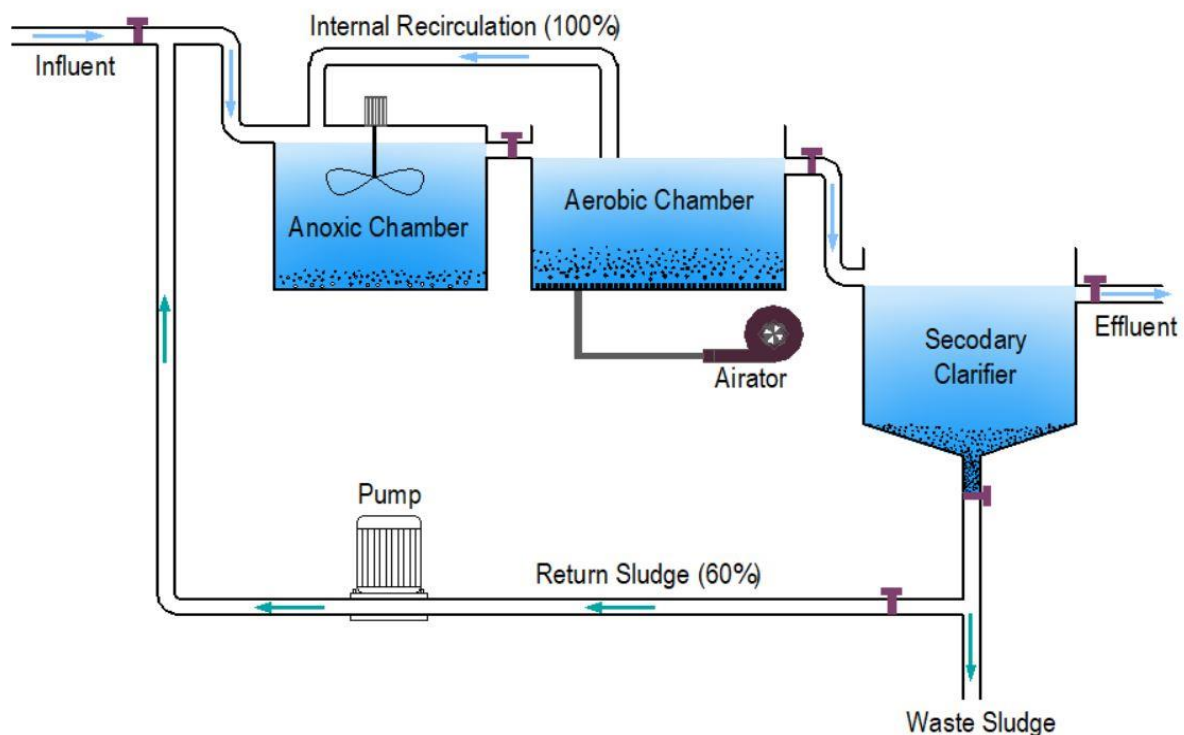 Internal Recirculation (100%)
Influent
Anoxic Chamber
Aerobic Chamber
Airator
Secodary
Clarifier
Effluent
Pump
Return Sludge (60%)
Waste Sludge